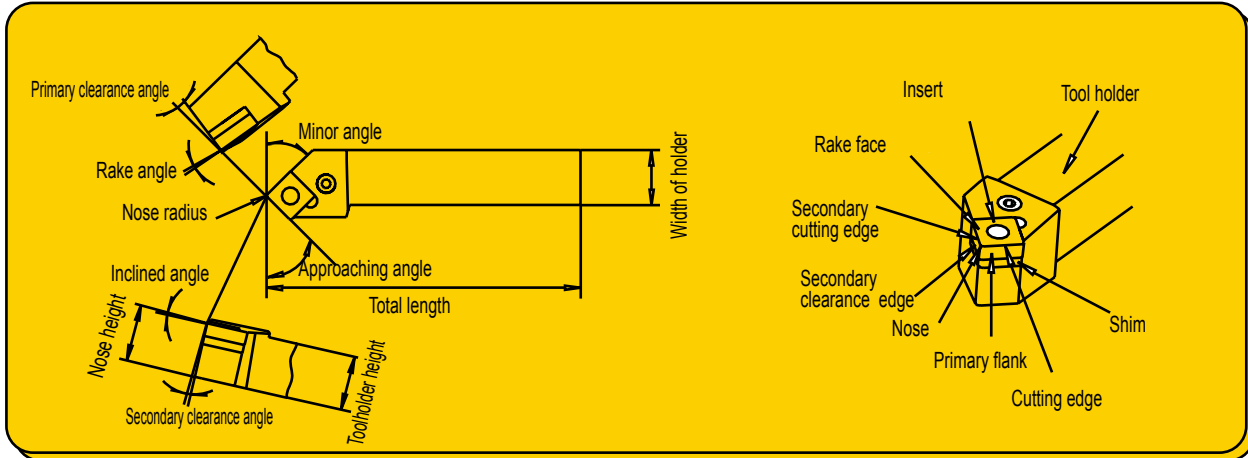 Primary clearance angle
Rake angle
Nose radius
Minor angle
Width of holder
Approaching angle
Total length
Inclined angle
Nose height
Toolholder height
Secondary clearance angle
Insert
Tool holder
Rake face
Secondary
cutting edge
Secondary
clearance edge
Nose
Shim
Primary flank
Cutting edge